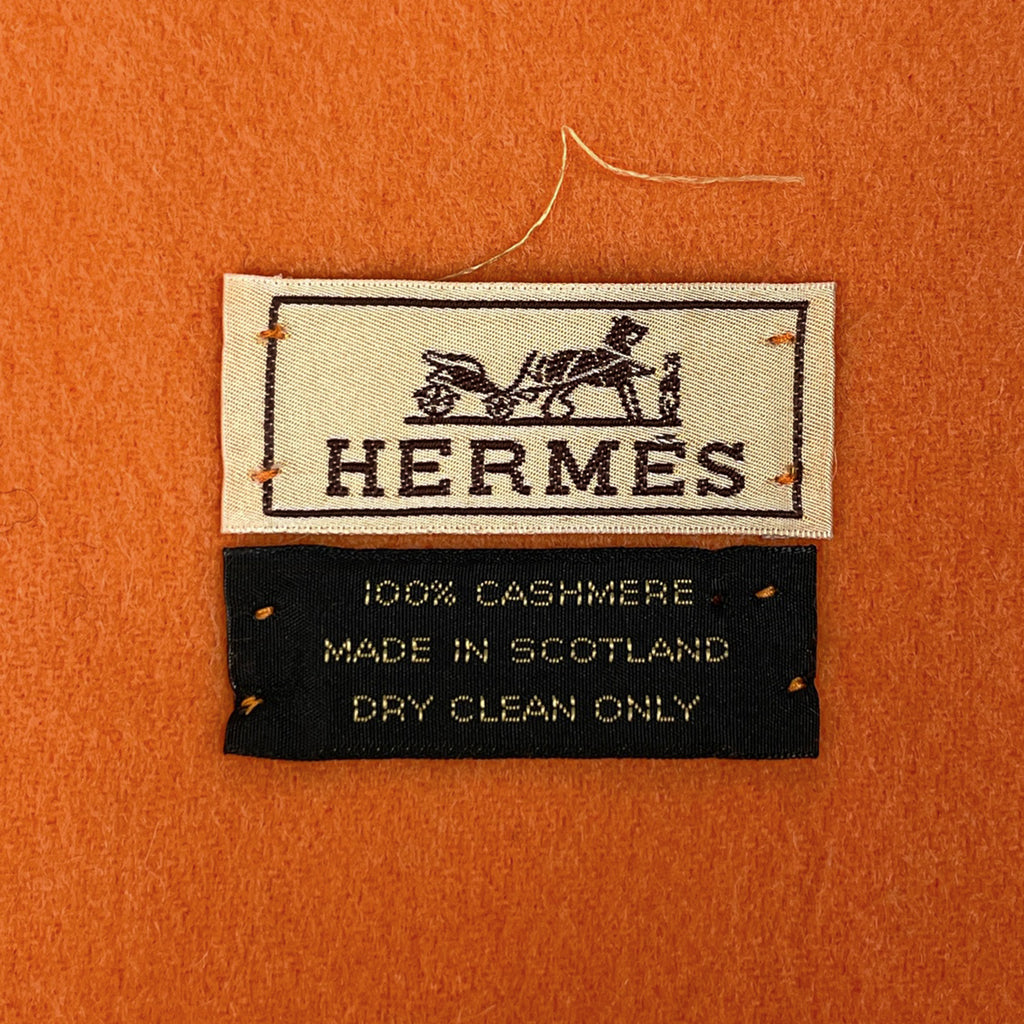 HERMÈS
100% CASHMERE
MADE IN SCOTLAND
DRY CLEAN ONLY